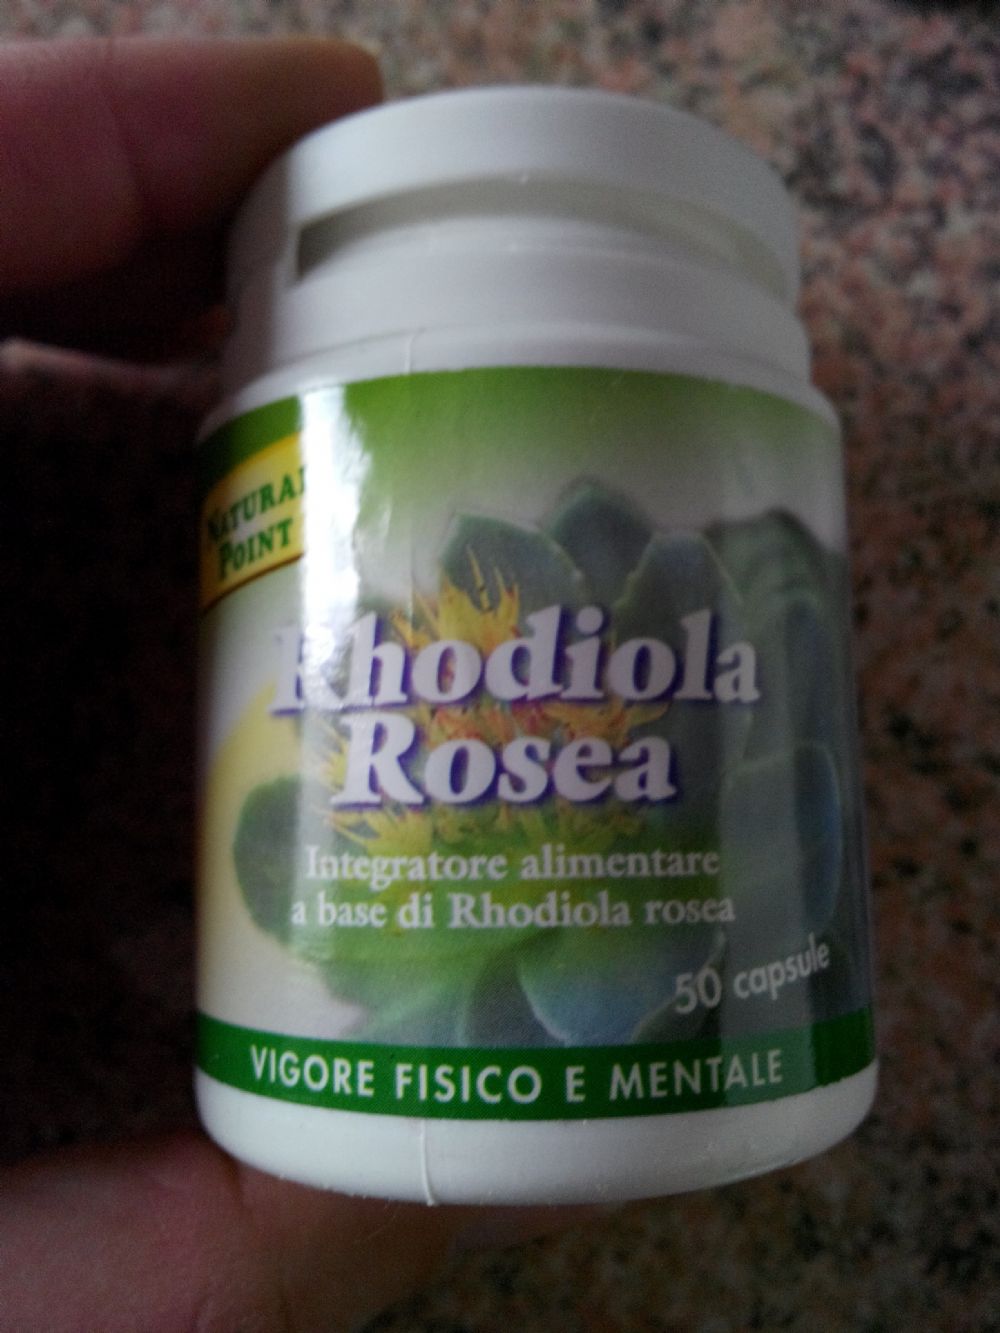 NATURAL
POINT
Rhodiola
Rosea
Integratore alimentare
a base di Rhodiola rosea
50 capsule
VIGORE FISICO E MENTALE